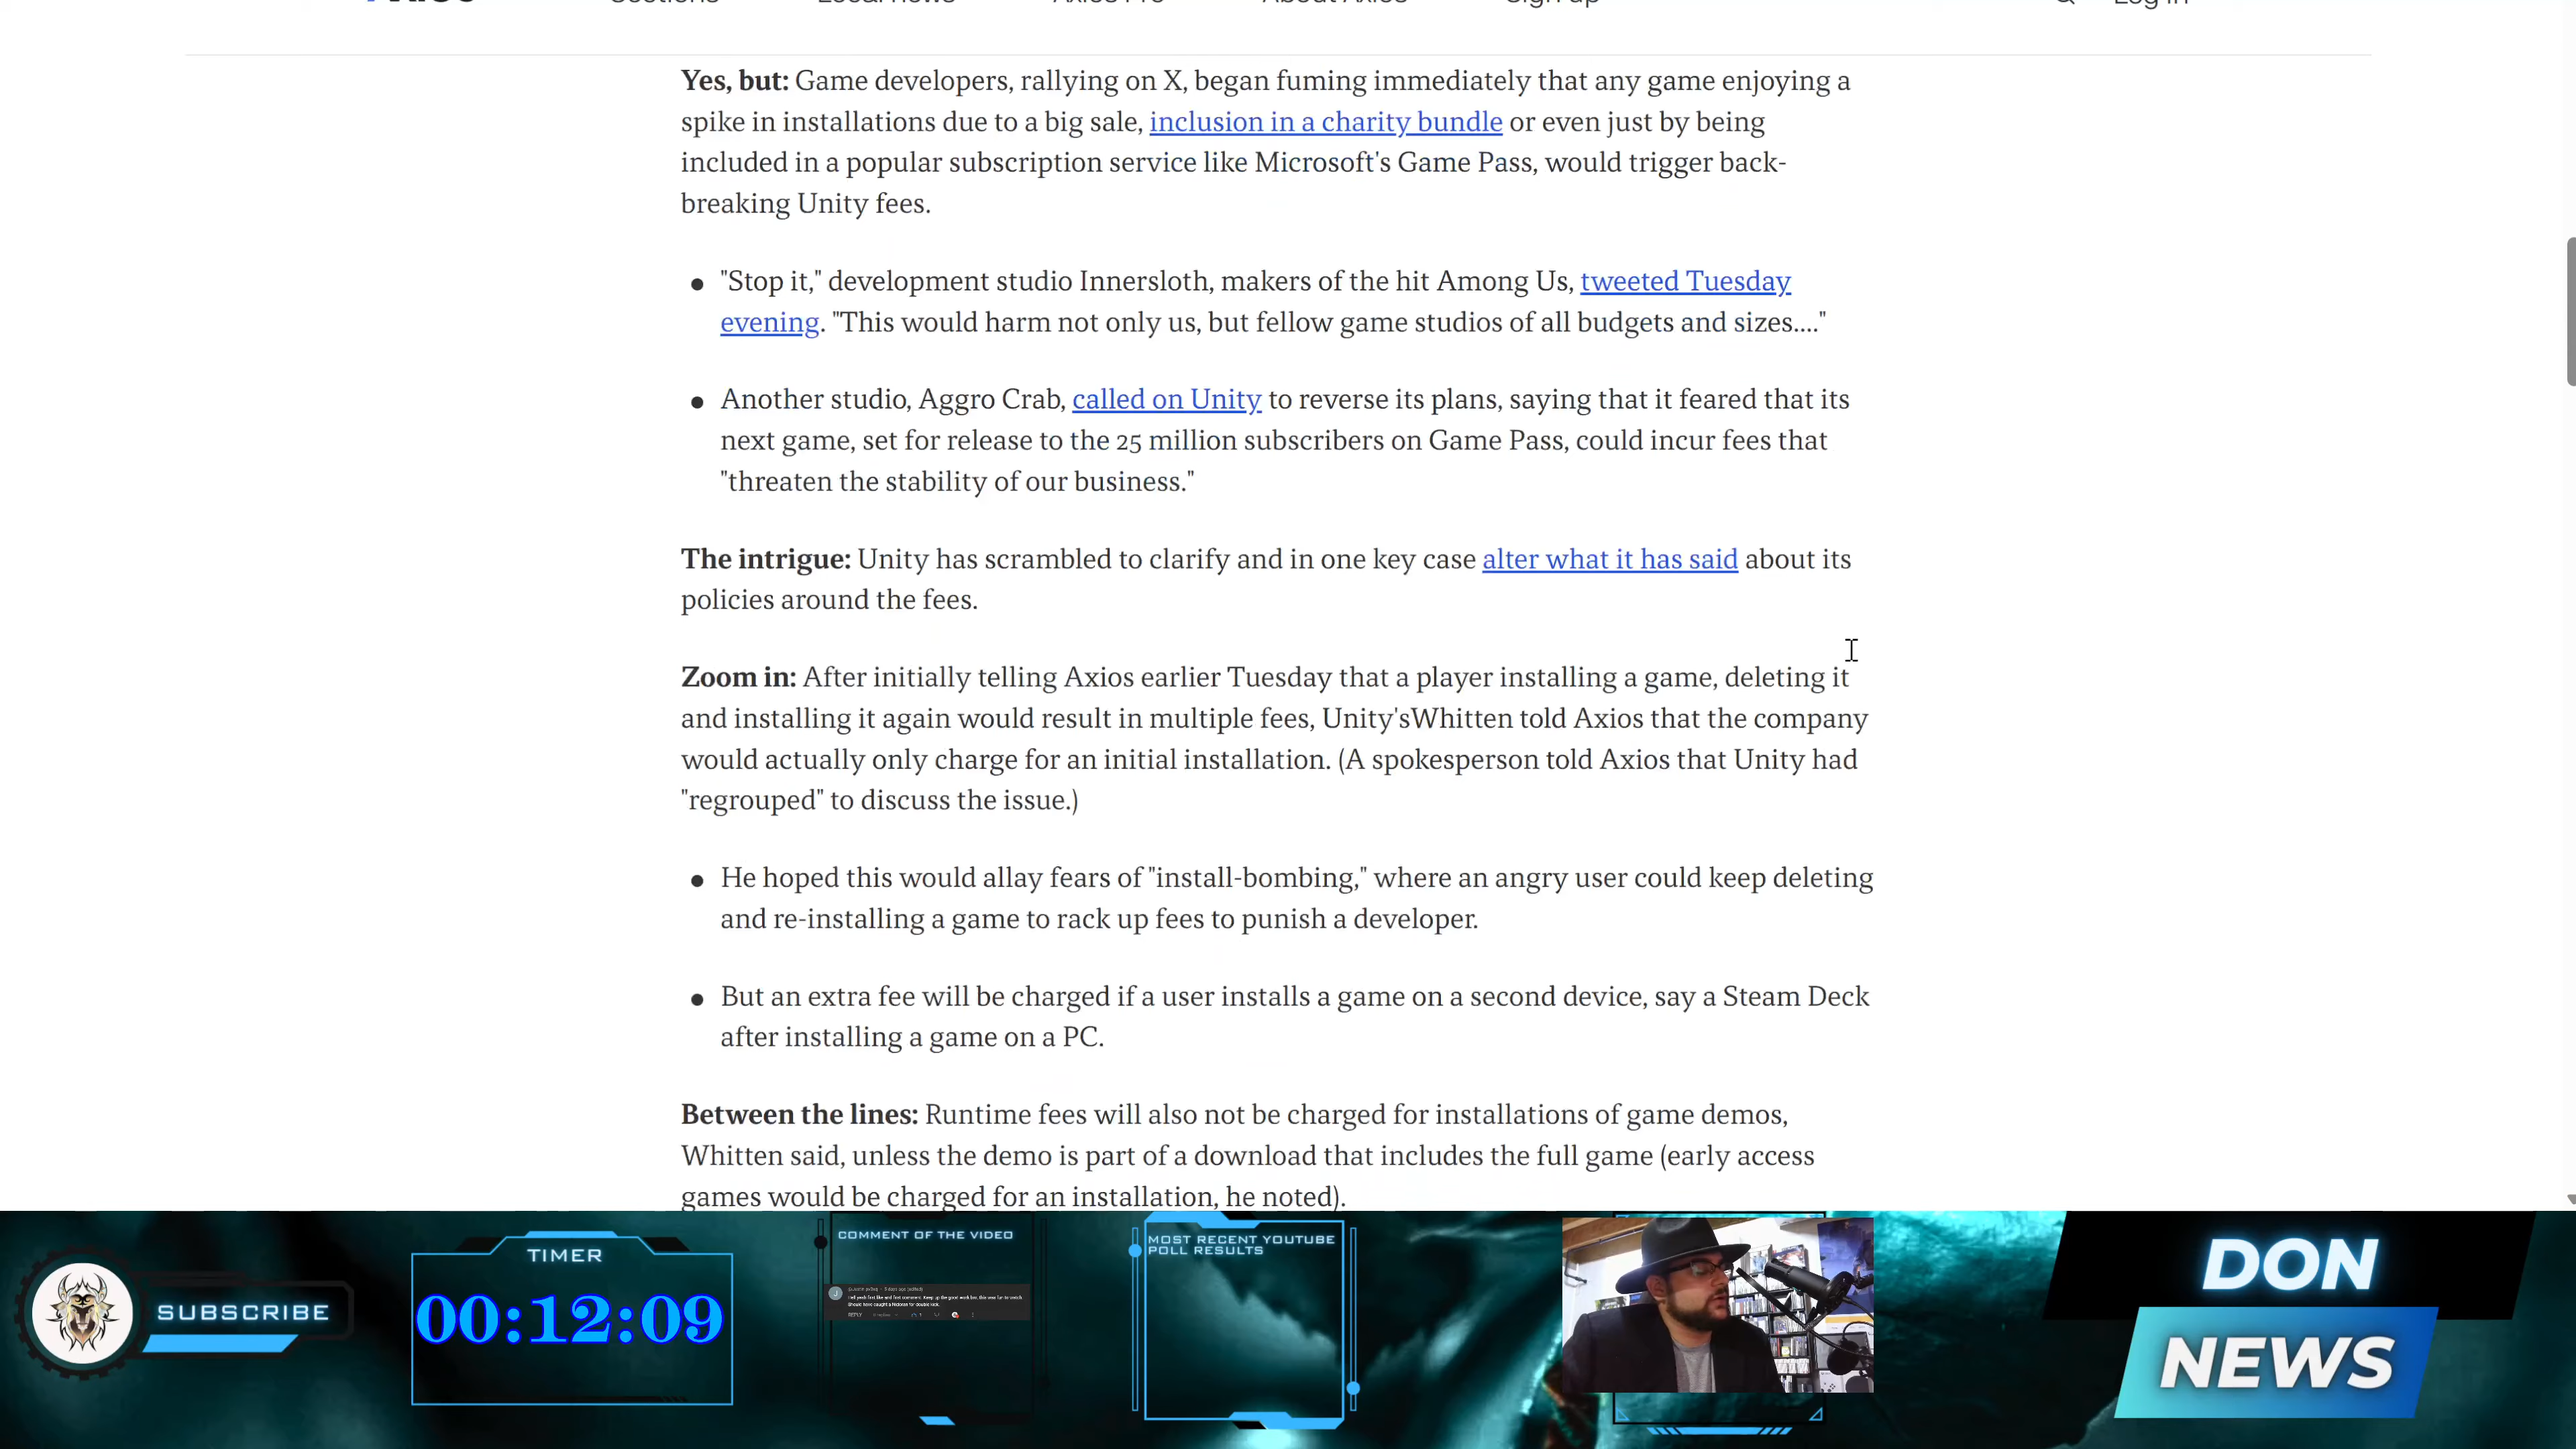 Sections Local news Axios Pro About Axios Sign up Log in
Yes, but: Game developers, rallying on X, began fuming immediately that any game enjoying a
spike in installations due to a big sale, inclusion in a charity bundle or even just by being
included in a popular subscription service like Microsoft's Game Pass, would trigger back-
breaking Unity fees.
"Stop it," development studio Innersloth, makers of the hit Among Us, tweeted Tuesday
evening. "This would harm not only us, but fellow game studios of all budgets and sizes...."
Another studio, Aggro Crab, called on Unity to reverse its plans, saying that it feared that its
next game, set for release to the 25 million subscribers on Game Pass, could incur fees that
"threaten the stability of our business."
The intrigue: Unity has scrambled to clarify and in one key case alter what it has said about its
policies around the fees.
Zoom in: After initially telling Axios earlier Tuesday that a player installing a game, deleting it
and installing it again would result in multiple fees, Unity'sWhitten told Axios that the company
would actually only charge for an initial installation. (A spokesperson told Axios that Unity had
"regrouped" to discuss the issue.)
He hoped this would allay fears of "install-bombing," where an angry user could keep deleting
and re-installing a game to rack up fees to punish a developer.
But an extra fee will be charged if a user installs a game on a second device, say a Steam Deck
after installing a game on a PC.
Between the lines: Runtime fees will also not be charged for installations of game demos,
Whitten said, unless the demo is part of a download that includes the full game (early access
games would be charged for an installation, he noted).
SUBSCRIBE
TIMER
00:12:09
COMMENT OF THE VIDEO
REPLY
MOST RECENT YOUTUBE
POLL RESULTS
DON
NEWS